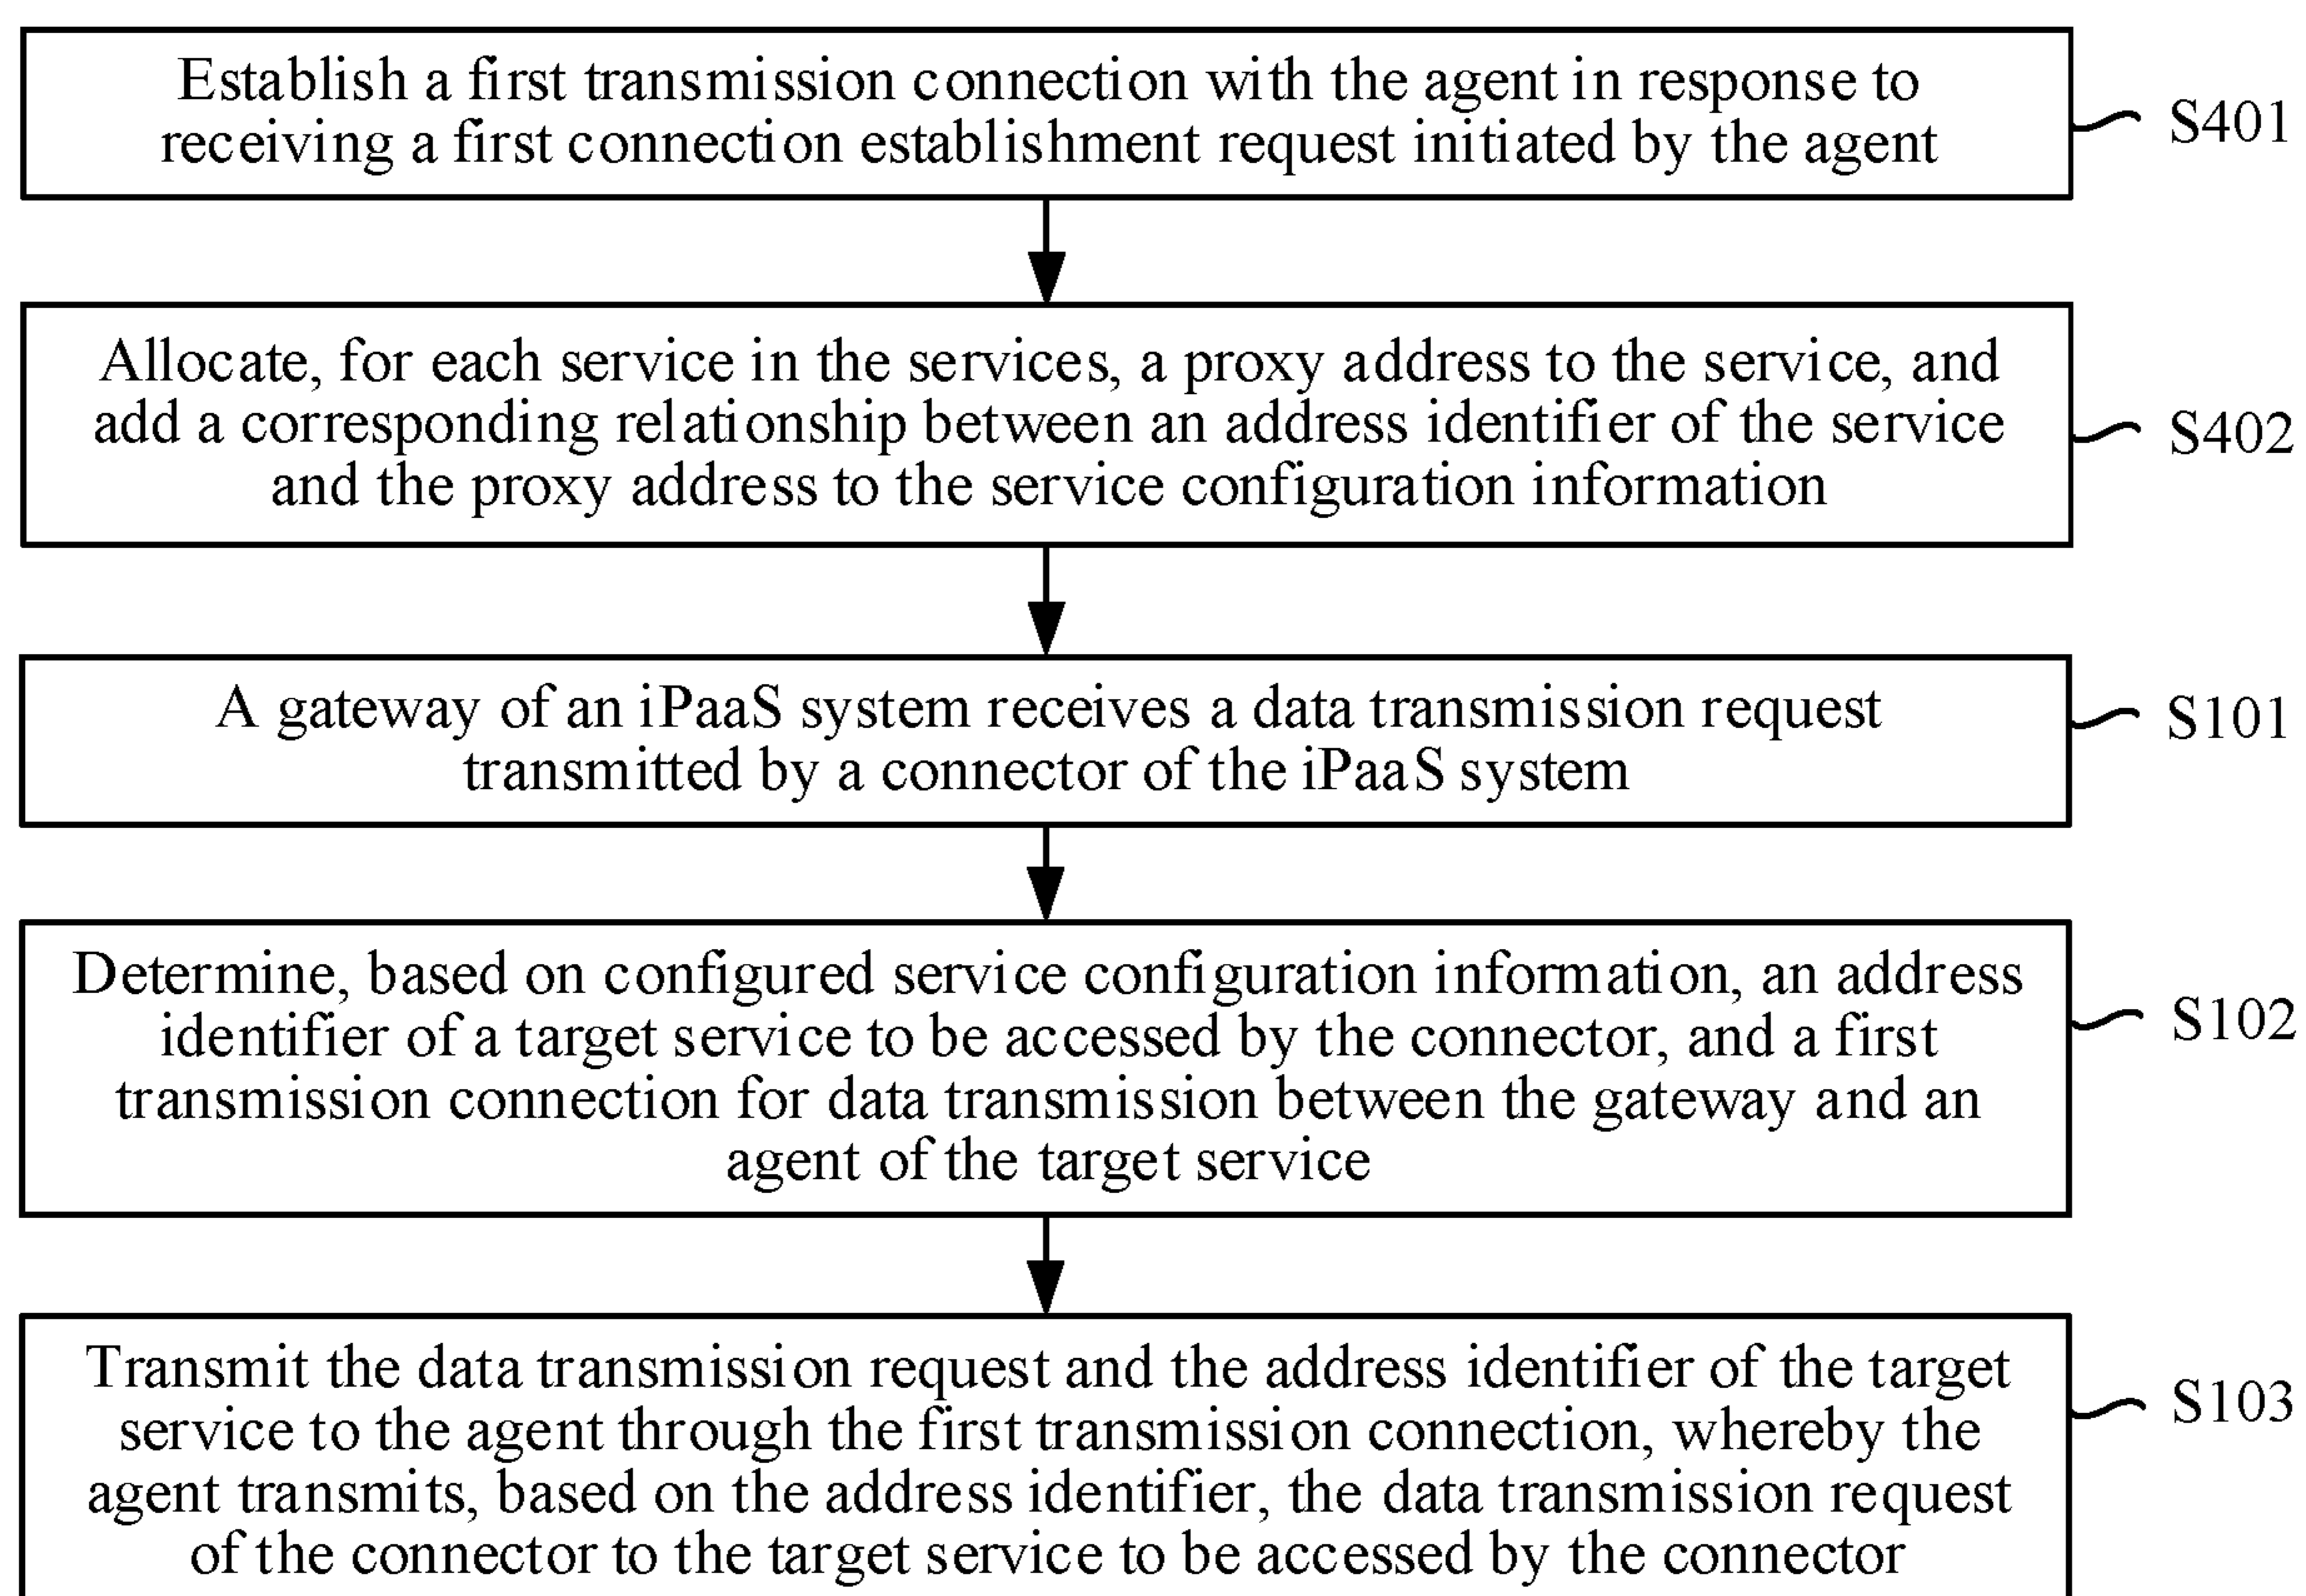 Establish a first transmission connection with the agent in response to
receiving a first connection establishment request initiated by the agent
S401
Allocate, for each service in the services, a proxy address to the service, and
add a corresponding relationship between an address identifier of the service
and the proxy address to the service configuration information
S402
A gateway of an iPaaS system receives a data transmission request
transmitted by a connector of the iPaaS system
S101
Determine, based on configured service configuration information, an address
identifier of a target service to be accessed by the connector, and a first
transmission connection for data transmission between the gateway and an
agent of the target service
S102
Transmit the data transmission request and the address identifier of the target
service to the agent through the first transmission connection, whereby the
agent transmits, based on the address identifier, the data transmission request
of the connector to the target service to be accessed by the connector
S103